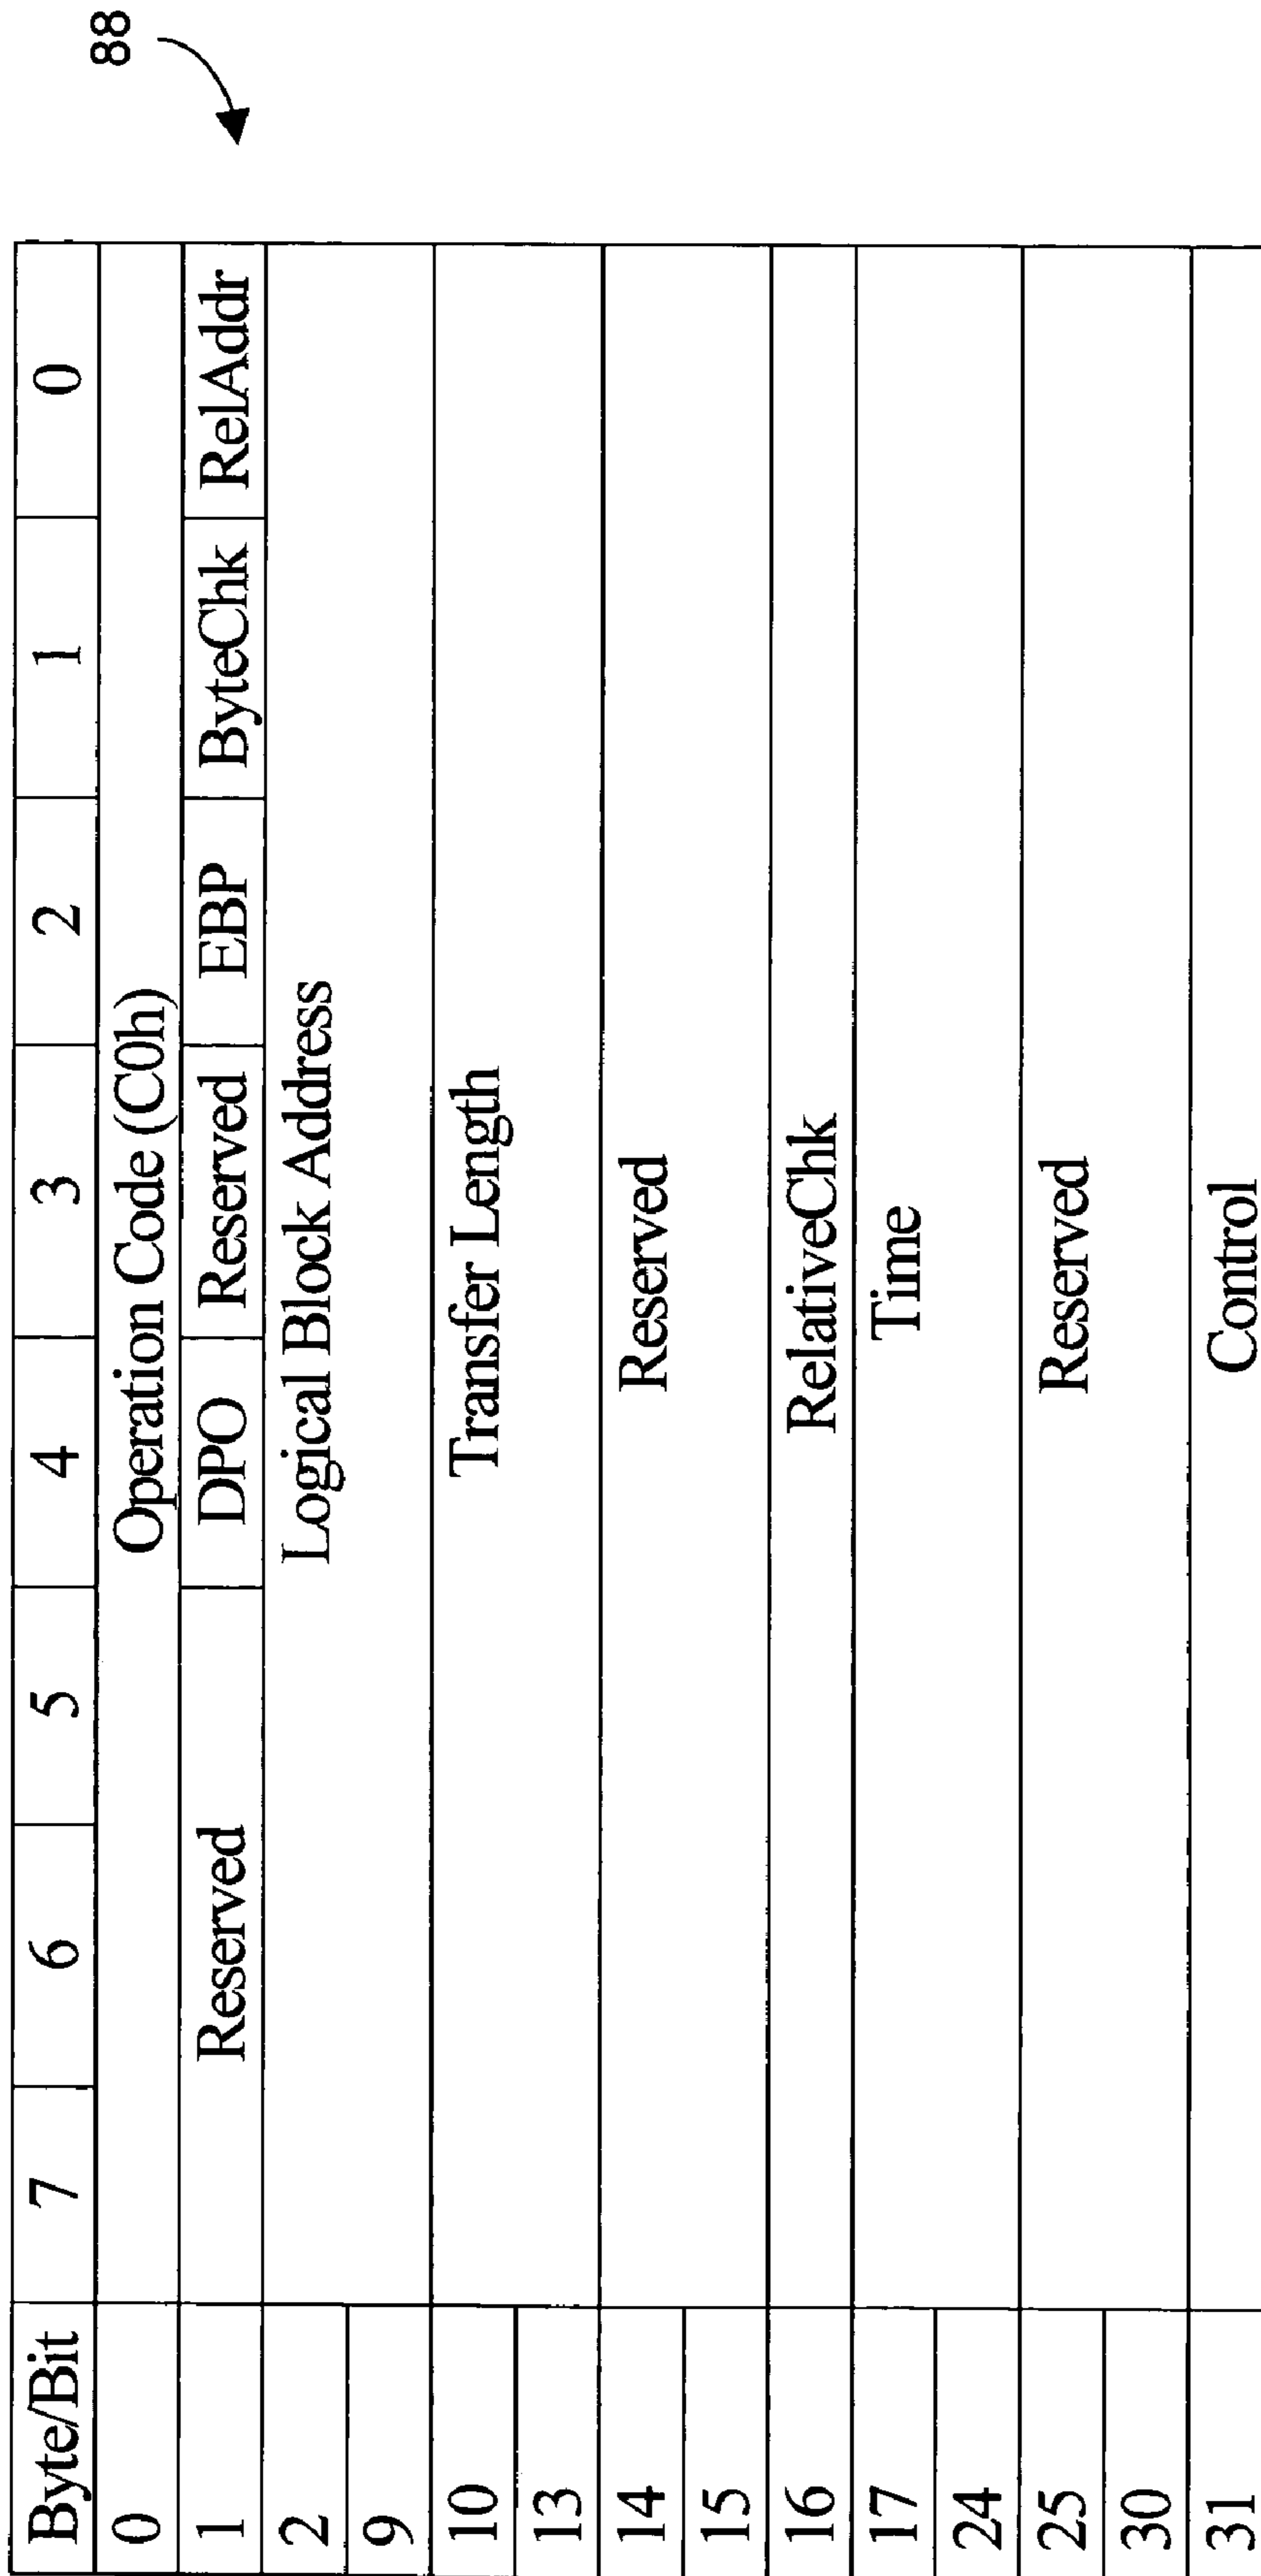 88
Byte/Bit 7 6 5 4 3 2 1 0
0 Operation Code (C0h)
1 Reserved DPO Reserved EBP ByteChk RelAddr
2 Logical Block Address
9
10 Transfer Length
13
14 Reserved
15
16 RelativeChk
17 Time
24
25 Reserved
30
31 Control